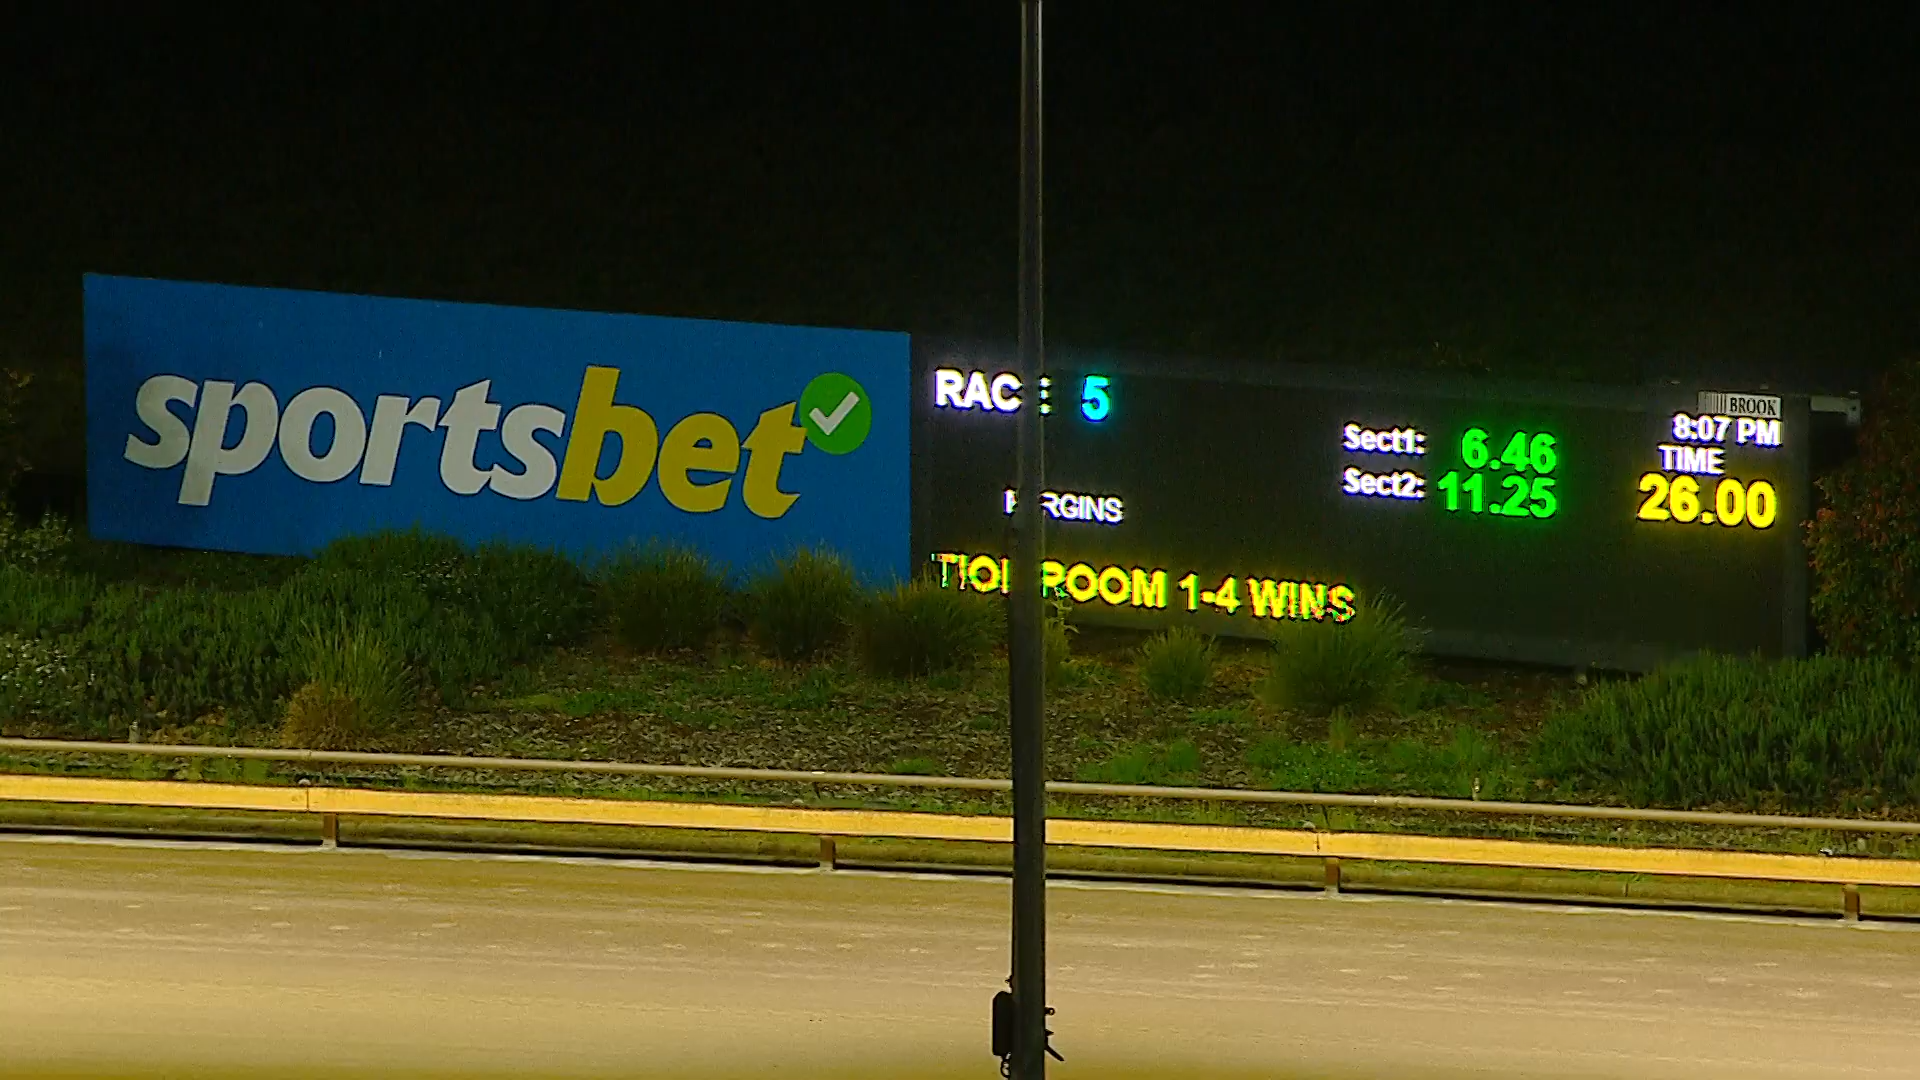 sportsbet
RAC : 5
BROOK
8:07 PM
Sect1: 6.46
TIME
Sect2: 11.25
26.00
RGINS
ROOM 1-4 WINS